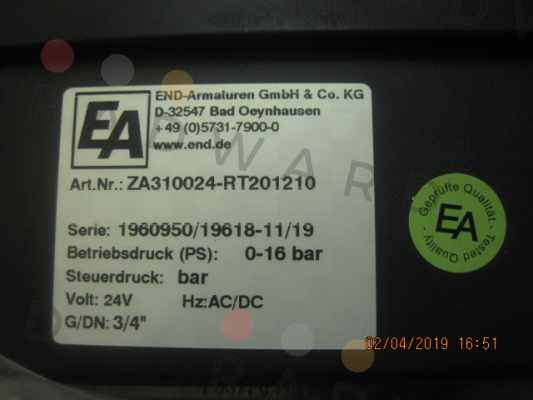 EA
END-Armaturen GmbH & Co. KG
D-32547 Bad Oeynhausen
+49 (0)5731-7900-0
www.end.de
Art.Nr.: ZA310024-RT201210
Serie: 1960950/19618-11/19
Betriebsdruck (PS): 0-16 bar
Steuerdruck: bar
Volt: 24V Hz:AC/DC
G/DN: 3/4"
Geprüfte Qualität
EA
Tested Quality
02/04/2019 16:51